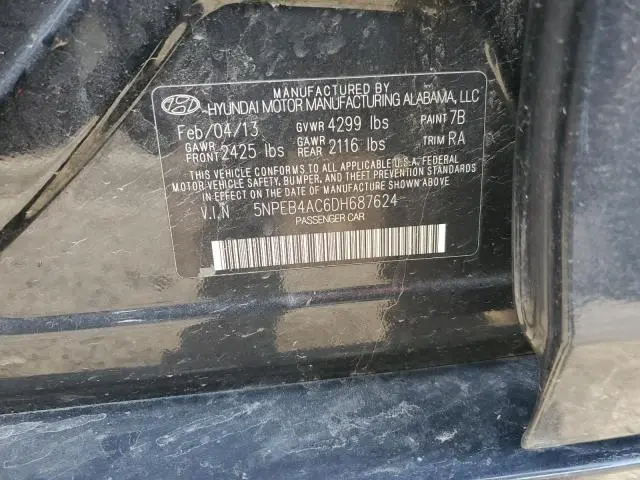 MANUFACTURED BY
HYUNDAI MOTOR MANUFACTURING ALABAMA, LLC
Feb/04/13 GVWR 4299 lbs PAINT 7B
GAWR FRONT 2425 lbs GAWR REAR 2116 lbs TRIM RA
THIS VEHICLE CONFORMS TO ALL APPLICABLE U.S.A. FEDERAL
MOTOR VEHICLE SAFETY, BUMPER, AND THEFT PREVENTION STANDARDS
IN EFFECT ON THE DATE OF MANUFACTURE SHOWN ABOVE.
V.I.N 5NPEB4AC6DH687624
PASSENGER CAR